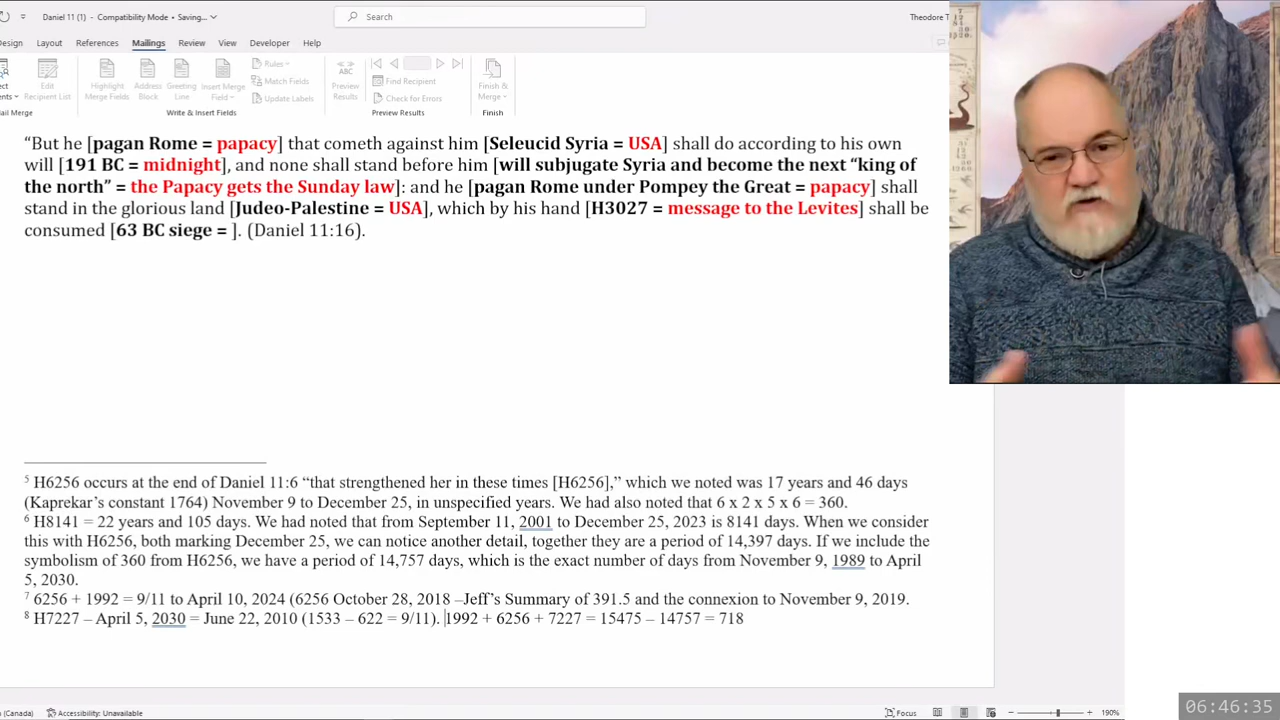 Daniel 11 (1) - Compatibility Mode • Saving...
Search
Theodore T
Design Layout References Mailings Review View Developer Help
Edit Recipient List
Highlight Merge Fields
Address Block
Greeting Line
Insert Merge Field
Rules
Match Fields
Update Labels
ABC
Preview Results
Find Recipient
Check for Errors
Finish & Merge
Mail Merge
Write & Insert Fields
Preview Results
Finish
“But he [pagan Rome = papacy] that cometh against him [Seleucid Syria = USA] shall do according to his own
will [191 BC = midnight], and none shall stand before him [will subjugate Syria and become the next “king of
the north” = the Papacy gets the Sunday law]: and he [pagan Rome under Pompey the Great = papacy] shall
stand in the glorious land [Judeo-Palestine = USA], which by his hand [H3027 = message to the Levites] shall be
consumed [63 BC siege = ]. (Daniel 11:16).
5 H6256 occurs at the end of Daniel 11:6 “that strengthened her in these times [H6256],” which we noted was 17 years and 46 days
(Kaprekar’s constant 1764) November 9 to December 25, in unspecified years. We had also noted that 6 x 2 x 5 x 6 = 360.
6 H8141 = 22 years and 105 days. We had noted that from September 11, 2001 to December 25, 2023 is 8141 days. When we consider
this with H6256, both marking December 25, we can notice another detail, together they are a period of 14,397 days. If we include the
symbolism of 360 from H6256, we have a period of 14,757 days, which is the exact number of days from November 9, 1989 to April
5, 2030.
7 6256 + 1992 = 9/11 to April 10, 2024 (6256 October 28, 2018 –Jeff’s Summary of 391.5 and the connexion to November 9, 2019.
8 H7227 – April 5, 2030 = June 22, 2010 (1533 – 622 = 9/11). 1992 + 6256 + 7227 = 15475 – 14757 = 718
(Canada)
Accessibility: Unavailable
Focus
190%
06:46:35